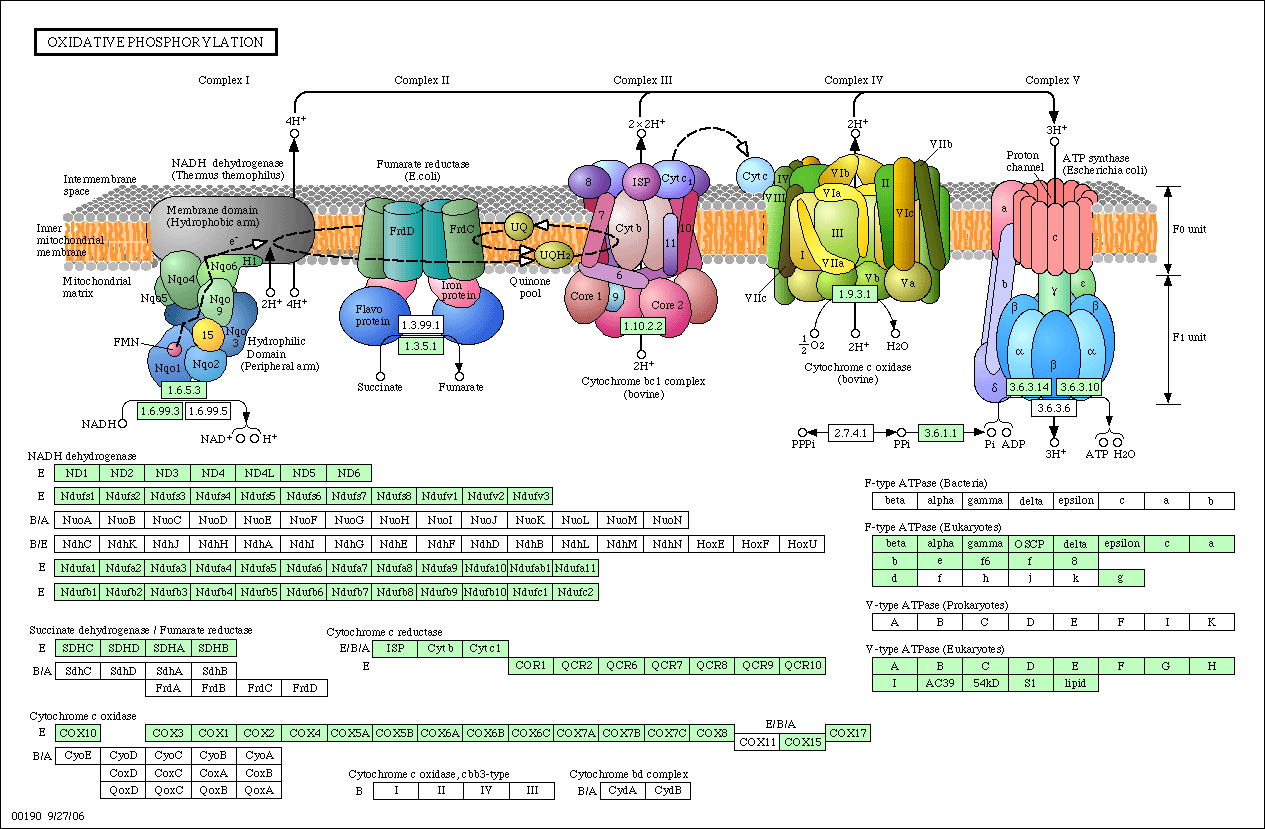 OXIDATIVE PHOSPHORYLATION
Complex I Complex II Complex III Complex IV Complex V
4H+ 2×2H+ 2H+ 3H+
NADH dehydrogenase
(Thermus themophilus)
Fumarate reductase
(E.coli)
Proton
channel
ATP synthase
(Escherichia coli)
Intermembrane
space
Inner
mitochondrial
membrane
Mitochondrial
matrix
Membrane domain
(Hydrophobic arm)
e-
Nqo4 Nqo6 H1
Nqo5 Nqo
9
15 Nqo
3
FMN
Nqo1 Nqo2
Hydrophilic
Domain
(Peripheral arm)
2H+ 4H+
1.6.5.3
1.6.99.3 1.6.99.5
NADH NAD+ H+
FrdD FrdC
Iron
protein
Flavo
protein
1.3.99.1
1.3.5.1
Succinate Fumarate
UQ
UQH2
Quinone
pool
8 ISP Cyt c1
7 Cyt b 10
11
6
Core 1 9 Core 2
1.10.2.2
2H+
Cytochrome bc1 complex
(bovine)
Cyt c
VIIb
IV VIb II
VIII VIa VIc
III
I VIIa Vb Va
VIIc
1.9.3.1
1/2 O2 2H+ H2O
Cytochrome c oxidase
(bovine)
a c
b γ ε
β β
α β α
δ
3.6.3.14 3.6.3.10
3.6.3.6
F0 unit
F1 unit
PPPi 2.7.4.1 PPi 3.6.1.1 Pi ADP
3H+
ATP H2O
NADH dehydrogenase
E ND1 ND2 ND3 ND4 ND4L ND5 ND6
E Ndufs1 Ndufs2 Ndufs3 Ndufs4 Ndufs5 Ndufs6 Ndufs7 Ndufs8 Ndufv1 Ndufv2 Ndufv3
B/A NuoA NuoB NuoC NuoD NuoE NuoF NuoG NuoH NuoI NuoJ NuoK NuoL NuoM NuoN
B/E NdhC NdhK NdhJ NdhH NdhA NdhI NdhG NdhE NdhF NdhD NdhB NdhL NdhM NdhN HoxE HoxF HoxU
E Ndufa1 Ndufa2 Ndufa3 Ndufa4 Ndufa5 Ndufa6 Ndufa7 Ndufa8 Ndufa9 Ndufa10 Ndufab1 Ndufa11
E Ndufb1 Ndufb2 Ndufb3 Ndufb4 Ndufb5 Ndufb6 Ndufb7 Ndufb8 Ndufb9 Ndufb10 Ndufc1 Ndufc2
Succinate dehydrogenase / Fumarate reductase
E SDHC SDHD SDHA SDHB
B/A SdhC SdhD SdhA SdhB
FrdA FrdB FrdC FrdD
Cytochrome c reductase
E/B/A ISP Cyt b Cyt c1
E COR1 QCR2 QCR6 QCR7 QCR8 QCR9 QCR10
Cytochrome c oxidase
E COX10 COX3 COX1 COX2 COX4 COX5A COX5B COX6A COX6B COX6C COX7A COX7B COX7C COX8
E/B/A
COX11 COX15 COX17
B/A CyoE CyoD CyoC CyoB CyoA
CoxD CoxC CoxA CoxB
QoxD QoxC QoxB QoxA
Cytochrome c oxidase, cbb3-type
B I II IV III
Cytochrome bd complex
B/A CydA CydB
F-type ATPase (Bacteria)
beta alpha gamma delta epsilon c a b
F-type ATPase (Eukaryotes)
beta alpha gamma OSCP delta epsilon c a
b e f6 f 8
d f h j k g
V-type ATPase (Prokaryotes)
A B C D E F I K
V-type ATPase (Eukaryotes)
A B C D E F G H
I AC39 54kD S1 lipid
00190 9/27/06